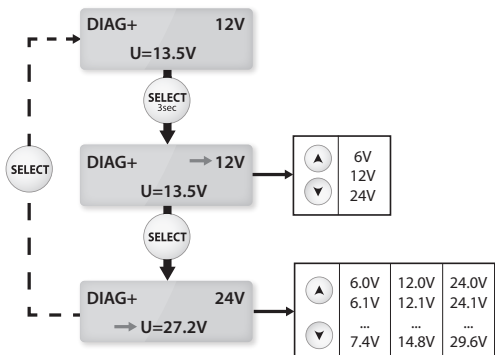 DIAG+ 12V
U=13.5V
SELECT
3sec
SELECT
DIAG+ → 12V
U=13.5V
6V
12V
24V
SELECT
DIAG+ 24V
→ U=27.2V
6.0V 12.0V 24.0V
6.1V 12.1V 24.1V
... ... ...
7.4V 14.8V 29.6V